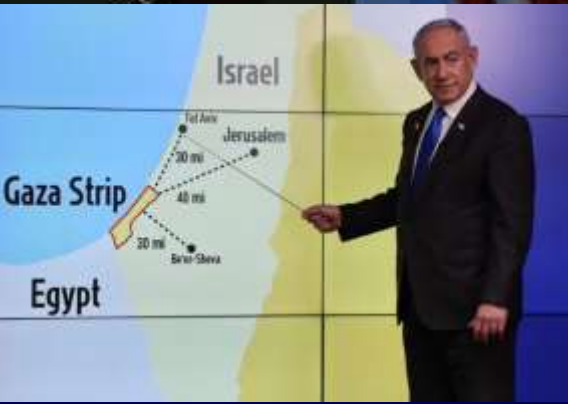 Israel
Tel Aviv
Jerusalem
30 mi
Gaza Strip
40 mi
30 mi
Be'er-Sheva
Egypt